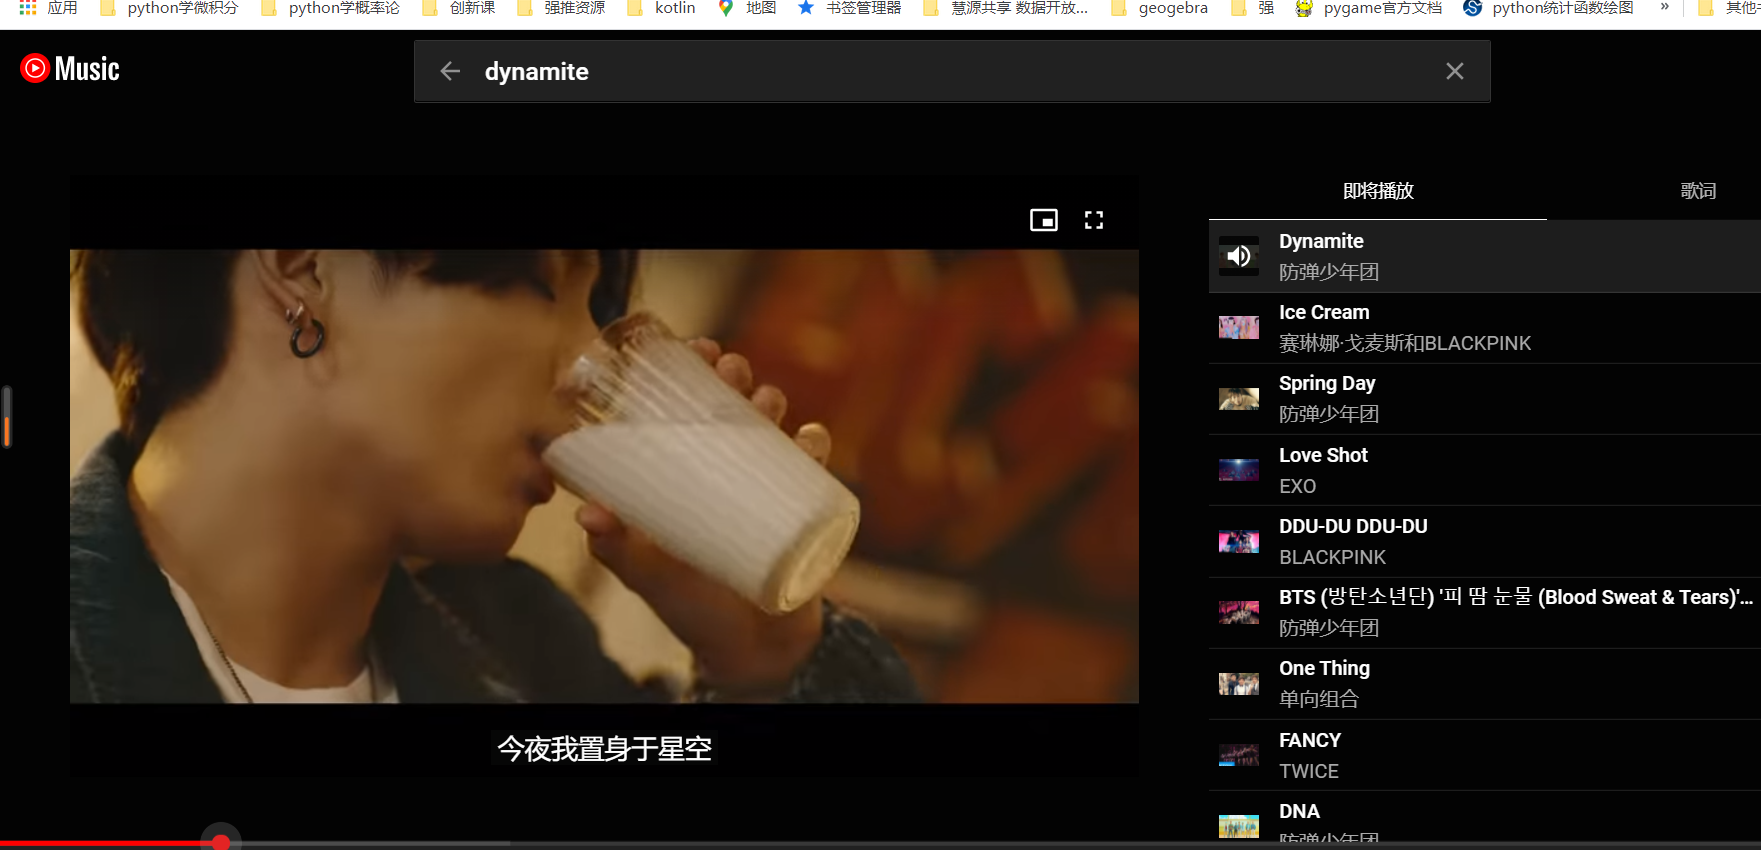 应用 python学微积分 python学概率论 创新课 强推资源 kotlin 地图 书签管理器 慧源共享 数据开放... geogebra 强 pygame官方文档 python统计函数绘图 » 其他
Music
dynamite
即将播放 歌词
Dynamite
防弹少年团
Ice Cream
赛琳娜·戈麦斯和BLACKPINK
Spring Day
防弹少年团
Love Shot
EXO
DDU-DU DDU-DU
BLACKPINK
BTS (방탄소년단) '피 땀 눈물 (Blood Sweat & Tears)'...
防弹少年团
One Thing
单向组合
FANCY
TWICE
DNA
防弹少年团
今夜我置身于星空